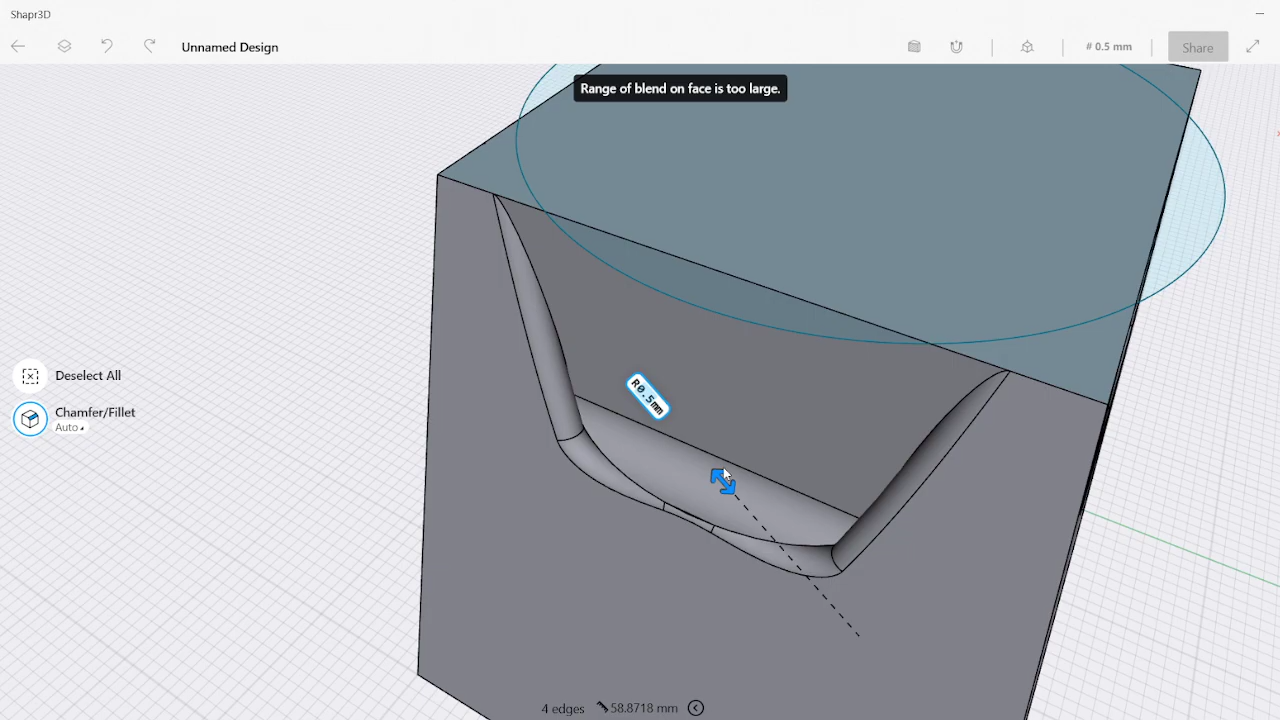 Shapr3D
Unnamed Design
# 0.5 mm
Share
Range of blend on face is too large.
Deselect All
Chamfer/Fillet
Auto
R0.5mm
4 edges 58.8718 mm